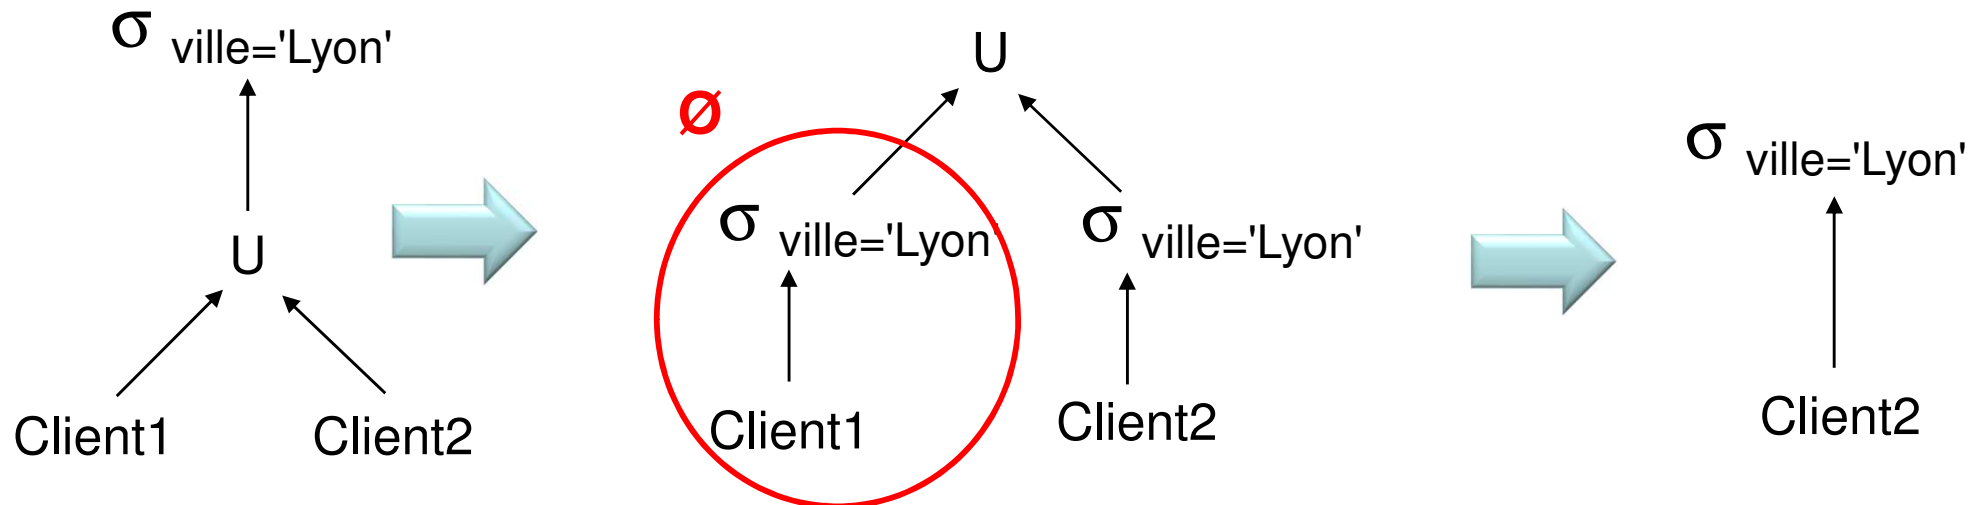 σ ville='Lyon'
U
Client1 Client2
Ø
U
σ ville='Lyon' σ ville='Lyon'
Client1 Client2
σ ville='Lyon'
Client2